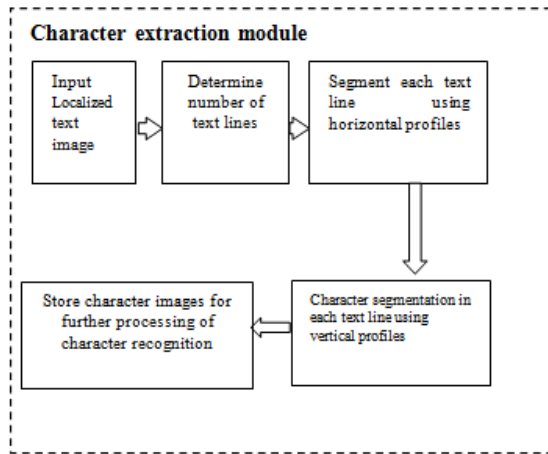 Character extraction module
Input
Localized
text
image
Determine
number of
text lines
Segment each text
line using
horizontal profiles
Character segmentation in
each text line using
vertical profiles
Store character images for
further processing of
character recognition